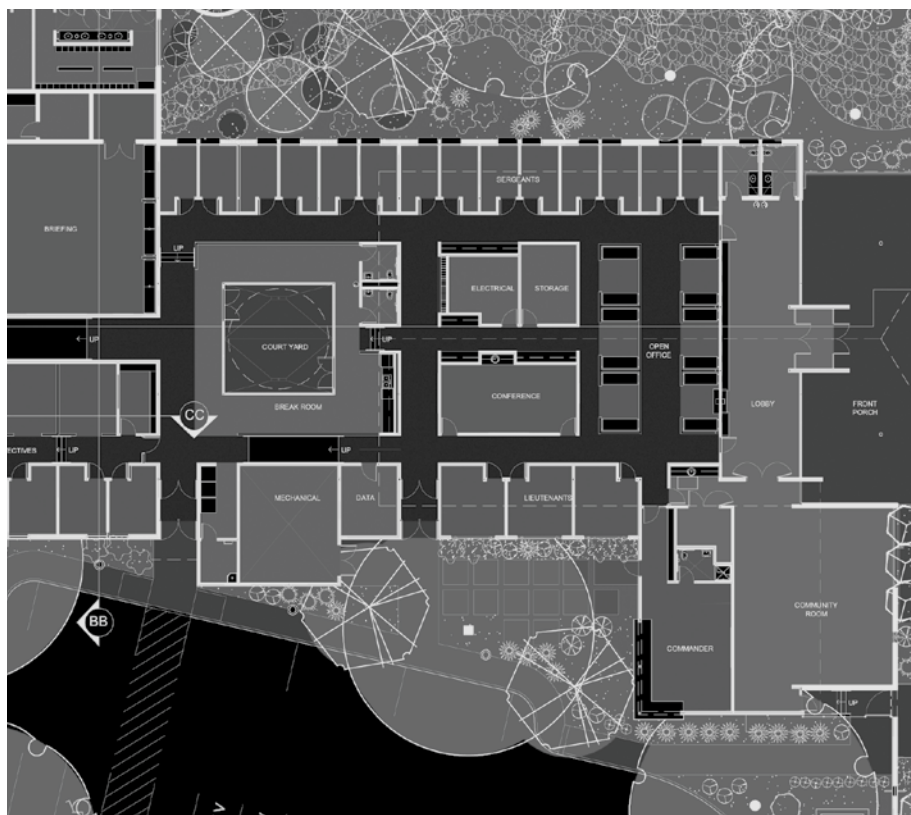 SERGEANTS
BRIEFING
UP
ELECTRICAL
STORAGE
UP
COURT YARD
UP
OPEN
OFFICE
CONFERENCE
BREAK ROOM
LOBBY
FRONT
PORCH
CC
ECTIVES
UP
UP
MECHANICAL
DATA
LIEUTENANTS
COMMUNITY
ROOM
BB
COMMANDER
UP